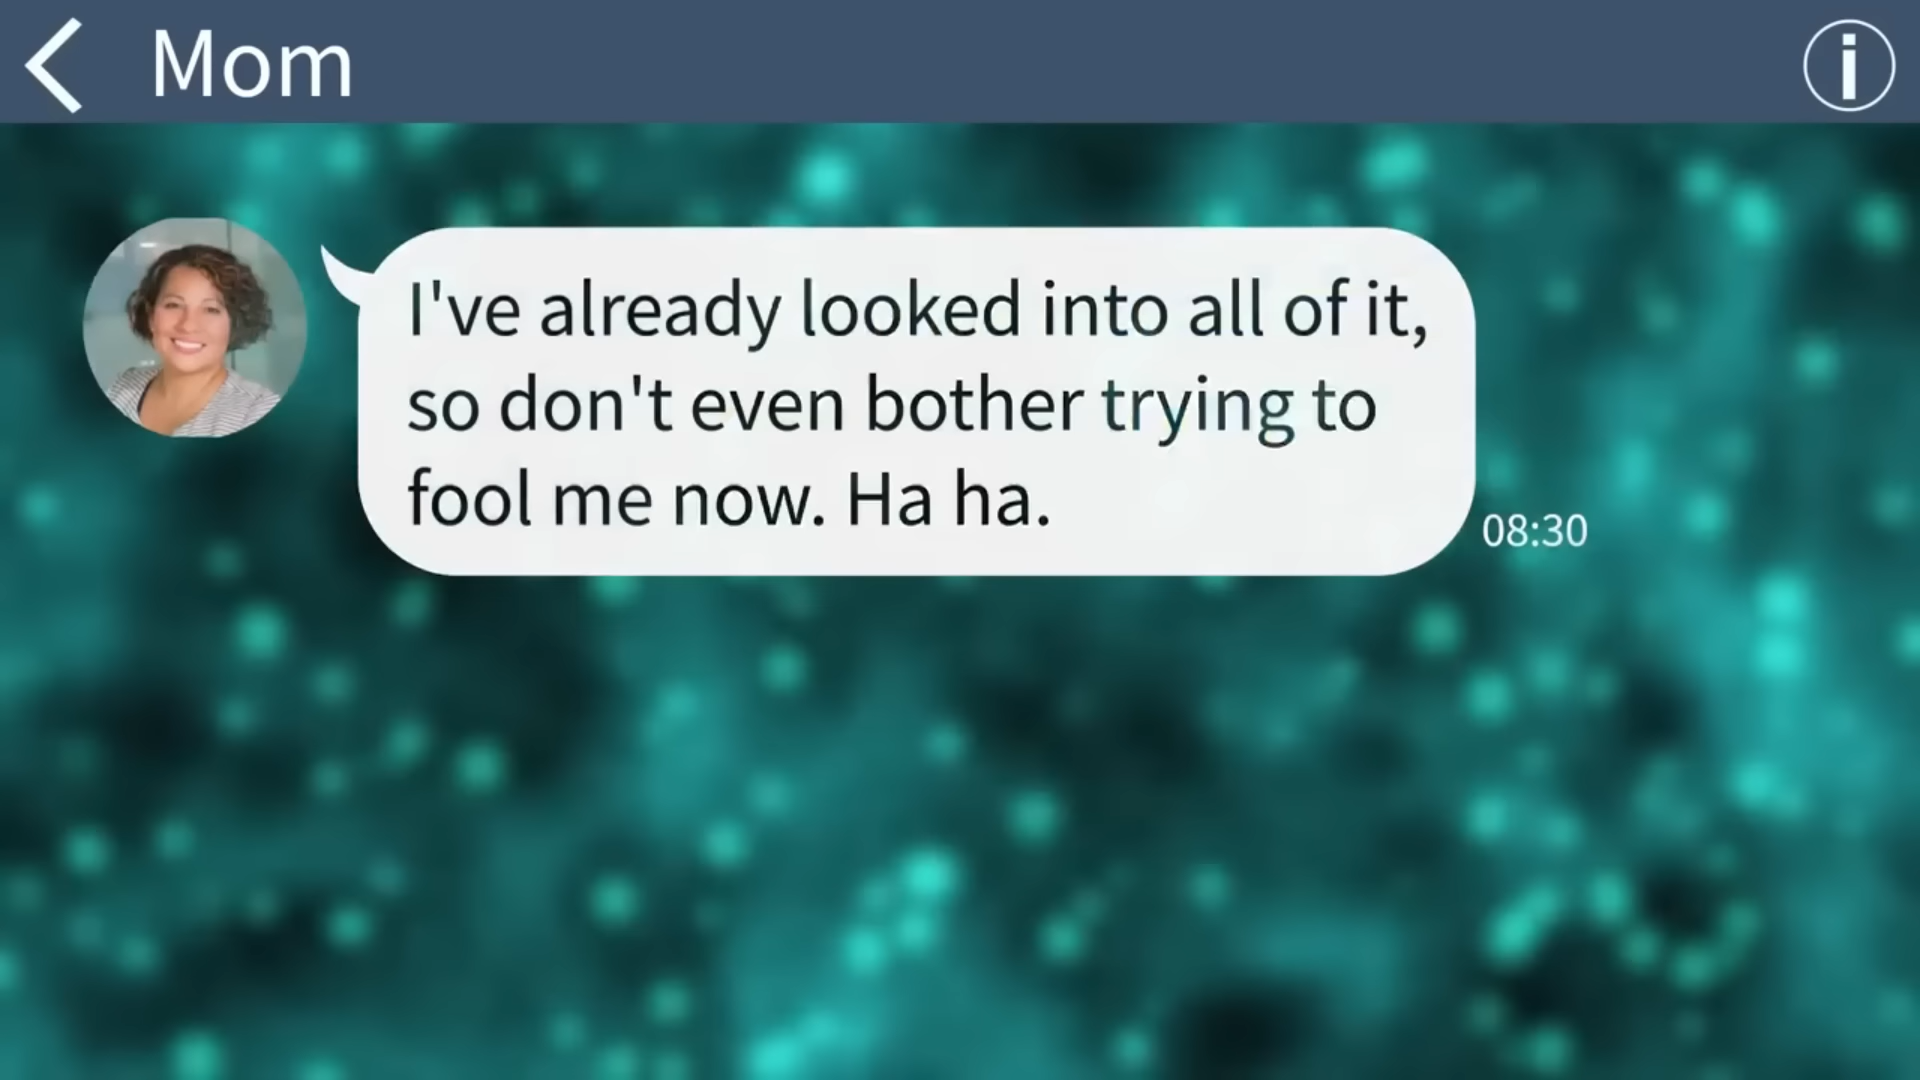 Mom
I've already looked into all of it,
so don't even bother trying to
fool me now. Ha ha.
08:30